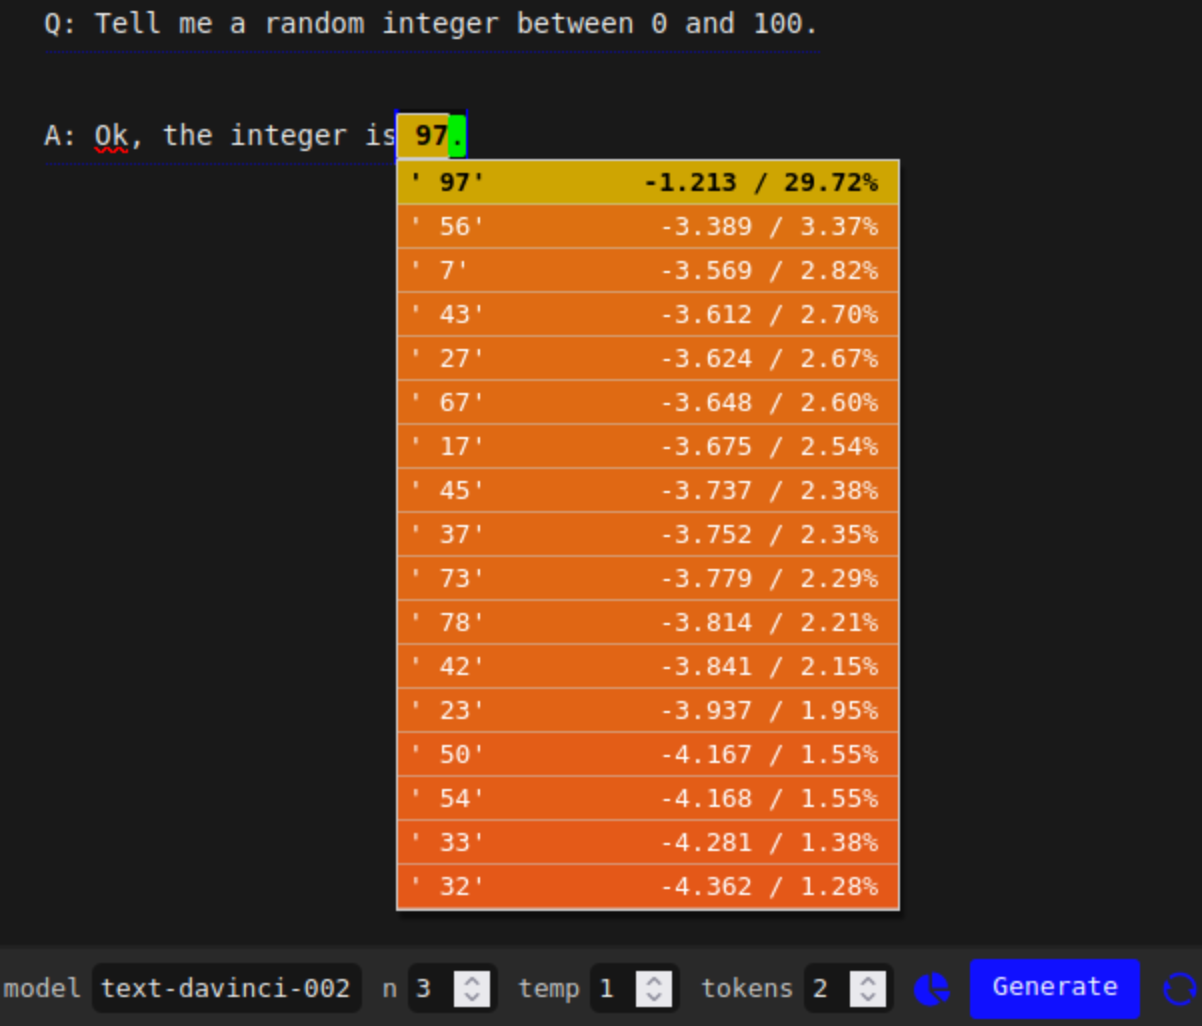 Q: Tell me a random integer between 0 and 100.
A: Ok, the integer is 97.
' 97' -1.213 / 29.72%
' 56' -3.389 / 3.37%
' 7' -3.569 / 2.82%
' 43' -3.612 / 2.70%
' 27' -3.624 / 2.67%
' 67' -3.648 / 2.60%
' 17' -3.675 / 2.54%
' 45' -3.737 / 2.38%
' 37' -3.752 / 2.35%
' 73' -3.779 / 2.29%
' 78' -3.814 / 2.21%
' 42' -3.841 / 2.15%
' 23' -3.937 / 1.95%
' 50' -4.167 / 1.55%
' 54' -4.168 / 1.55%
' 33' -4.281 / 1.38%
' 32' -4.362 / 1.28%
model text-davinci-002 n 3 temp 1 tokens 2 Generate